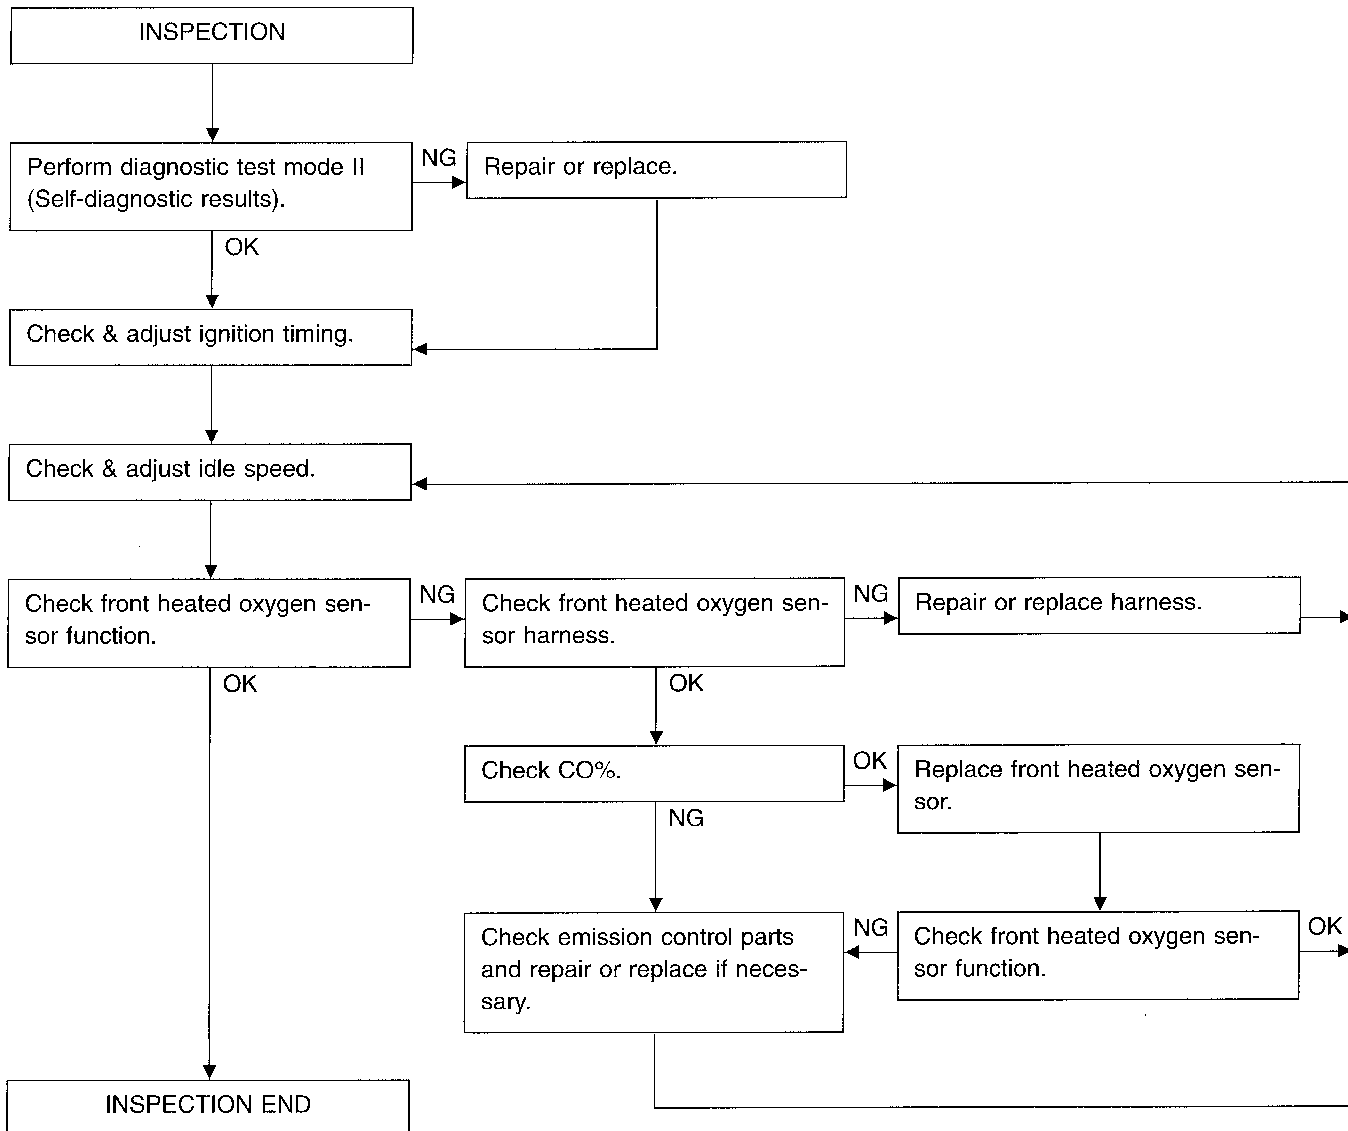 INSPECTION
Perform diagnostic test mode II
(Self-diagnostic results).
NG
Repair or replace.
OK
Check & adjust ignition timing.
Check & adjust idle speed.
Check front heated oxygen sen-
sor function.
NG
Check front heated oxygen sen-
sor harness.
NG
Repair or replace harness.
OK
OK
Check CO%.
OK
Replace front heated oxygen sen-
sor.
NG
Check emission control parts
and repair or replace if neces-
sary.
NG
Check front heated oxygen sen-
sor function.
OK
INSPECTION END